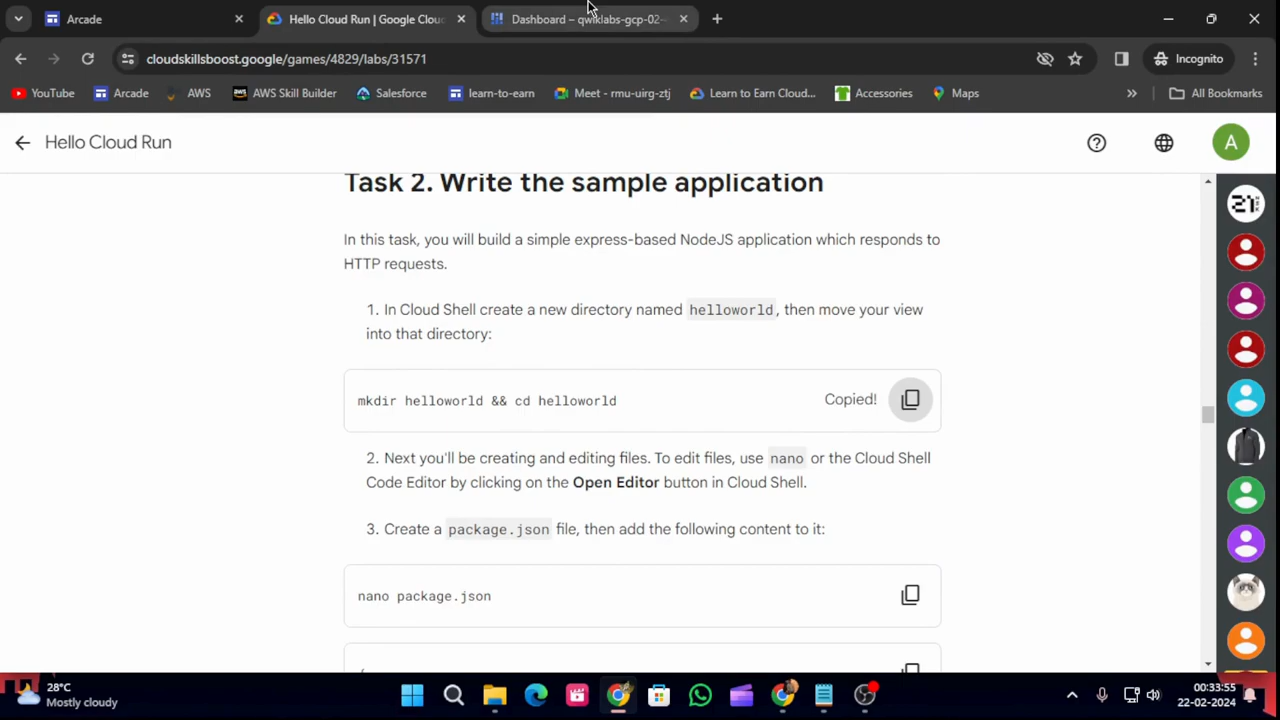 Arcade
Hello Cloud Run | Google Clou
Dashboard – qwiklabs-gcp-02-
cloudskillsboost.google/games/4829/labs/31571
Incognito
YouTube
Arcade
AWS
AWS Skill Builder
Salesforce
learn-to-earn
Meet - rmu-uirg-ztj
Learn to Earn Cloud...
Accessories
Maps
All Bookmarks
Hello Cloud Run
A
Task 2. Write the sample application
In this task, you will build a simple express-based NodeJS application which responds to
HTTP requests.
1. In Cloud Shell create a new directory named helloworld, then move your view
into that directory:
mkdir helloworld && cd helloworld
Copied!
2. Next you'll be creating and editing files. To edit files, use nano or the Cloud Shell
Code Editor by clicking on the Open Editor button in Cloud Shell.
3. Create a package.json file, then add the following content to it:
nano package.json
28°C
Mostly cloudy
00:33:55
22-02-2024